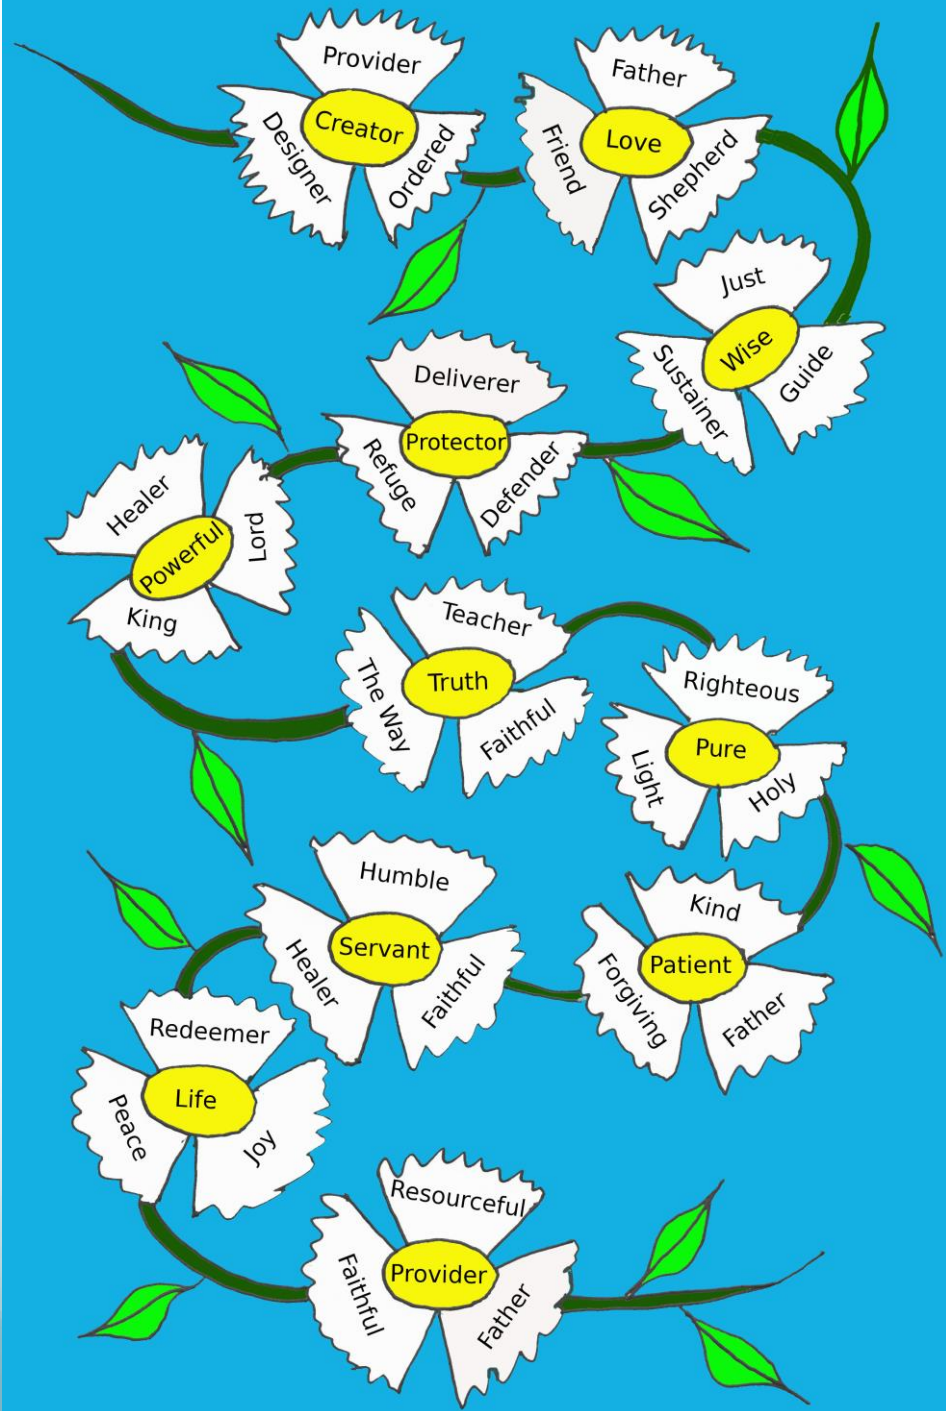 Provider
Creator
Designer
Ordered
Father
Love
Friend
Shepherd
Just
Wise
Sustainer
Guide
Deliverer
Protector
Refuge
Defender
Healer
Lord
Powerful
King
Teacher
Truth
The Way
Faithful
Righteous
Pure
Light
Holy
Kind
Patient
Forgiving
Father
Humble
Servant
Healer
Faithful
Redeemer
Life
Peace
Joy
Resourceful
Provider
Faithful
Father